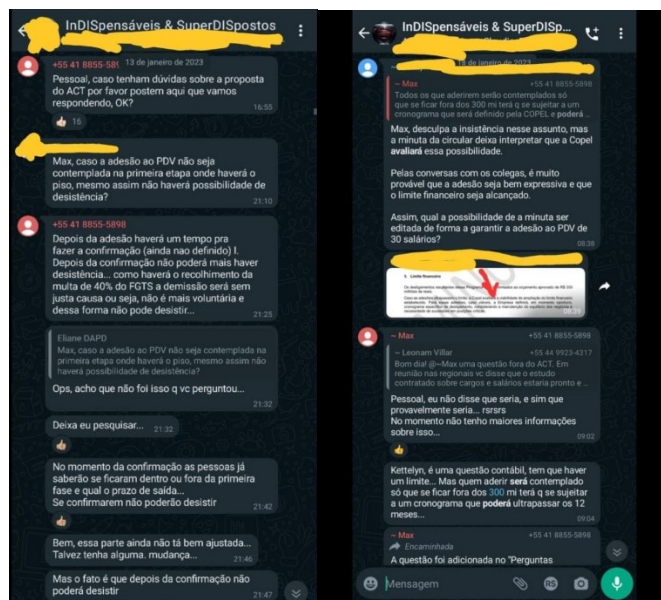 InDISpensáveis & SuperDISpostos
+55 41 8855-58
13 de janeiro de 2023
Pessoal, caso tenham dúvidas sobre a proposta
do ACT por favor postem aqui que vamos
respondendo, OK?
16:55
16
Max, caso a adesão ao PDV não seja
contemplada na primeira etapa onde haverá o
piso, mesmo assim não haverá possibilidade de
desistência?
21:10
+55 41 8855-5898
Depois da adesão haverá um tempo pra
fazer a confirmação (ainda nao definido) I.
Depois da confirmação não poderá mais haver
desistência... como haverá o recolhimento da
multa de 40% do FGTS a demissão será sem
justa causa ou seja, não é mais voluntária e
dessa forma não pode desistir...
21:25
Eliane DAPD
Max, caso a adesão ao PDV não seja contemplada na
primeira etapa onde haverá o piso, mesmo assim não
haverá possibilidade de desistência?
Ops, acho que não foi isso q vc perguntou...
21:32
Deixa eu pesquisar...
21:32
No momento da confirmação as pessoas já
saberão se ficaram dentro ou fora da primeira
fase e qual o prazo de saída...
Se confirmarem não poderão desistir
21:42
Bem, essa parte ainda não tá bem ajustada...
Talvez tenha alguma. mudança...
21:46
Mas o fato é que depois da confirmação não
poderá desistir
21:47
InDISpensáveis & SuperDISp...
de janeiro de 2023
~ Max
+55 41 8855-5898
Todos os que aderirem serão contemplados só
que se ficar fora dos 300 mi terá q se sujeitar a um
cronograma que será definido pela COPEL e poderá ..
Max, desculpa a insistência nesse assunto, mas
a minuta da circular deixa interpretar que a Copel
avaliará essa possibilidade.
Pelas conversas com os colegas, é muito
provável que a adesão seja bem expressiva e que
o limite financeiro seja alcançado.
Assim, qual a possibilidade de a minuta ser
editada de forma a garantir a adesão ao PDV de
30 salários?
08:38
Limite financeiro
~ Max
+55 41 8855-5898
~ Leonam Villar
+55 44 9923-4317
Bom dia! @~Max uma questão fora do ACT. Em
reunião nas regionais vc disse que o estudo
contratado sobre cargos e salários estaria pronto e ..
Pessoal, eu não disse que seria, e sim que
provavelmente seria... rsrsrs
No momento não tenho maiores informações
sobre isso...
09:02
Kettelyn, é uma questão contábil, tem que haver
um limite... Mas quem aderir será contemplado
só que se ficar fora dos 300 mi terá q se sujeitar
a um cronograma que poderá ultrapassar os 12
meses...
09:04
~ Max
+55 41 8855-5898
Encaminhada
A questão foi adicionada no "Perguntas
Mensagem